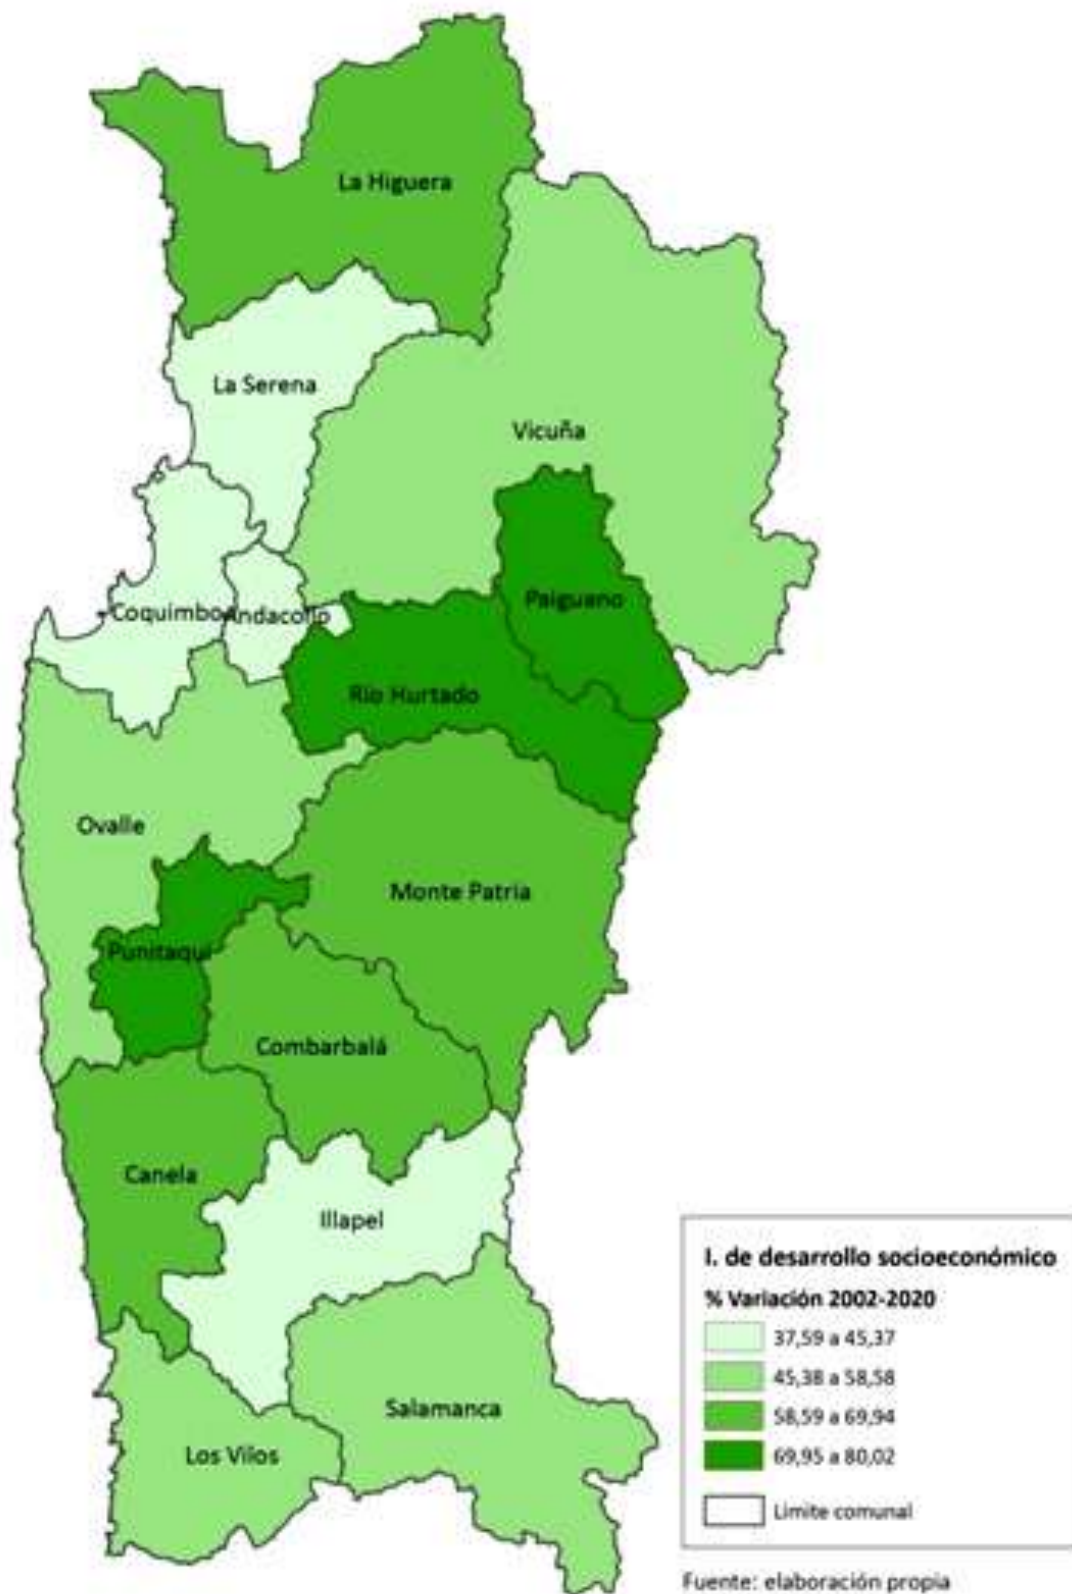 La Higuera
La Serena
Vicuña
Coquimbo
Andacollo
Paiguano
Río Hurtado
Ovalle
Monte Patria
Punitaqui
Combarbalá
Canela
Illapel
Salamanca
Los Vilos
I. de desarrollo socioeconómico
% Variación 2002-2020
37,59 a 45,37
45,38 a 58,58
58,59 a 69,94
69,95 a 80,02
Límite comunal
Fuente: elaboración propia